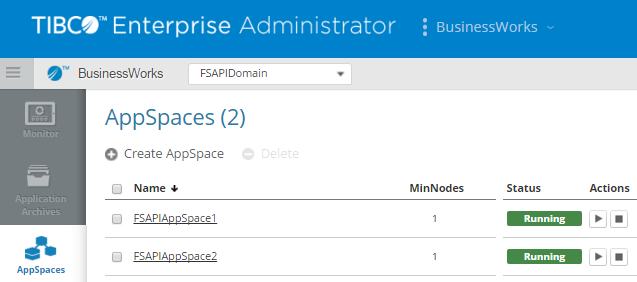 TIBCO™ Enterprise Administrator
BusinessWorks
BusinessWorks
FSAPIDomain
Monitor
Application
Archives
AppSpaces
AppSpaces (2)
Create AppSpace
Delete
Name MinNodes Status Actions
FSAPIAppSpace1 1 Running
FSAPIAppSpace2 1 Running